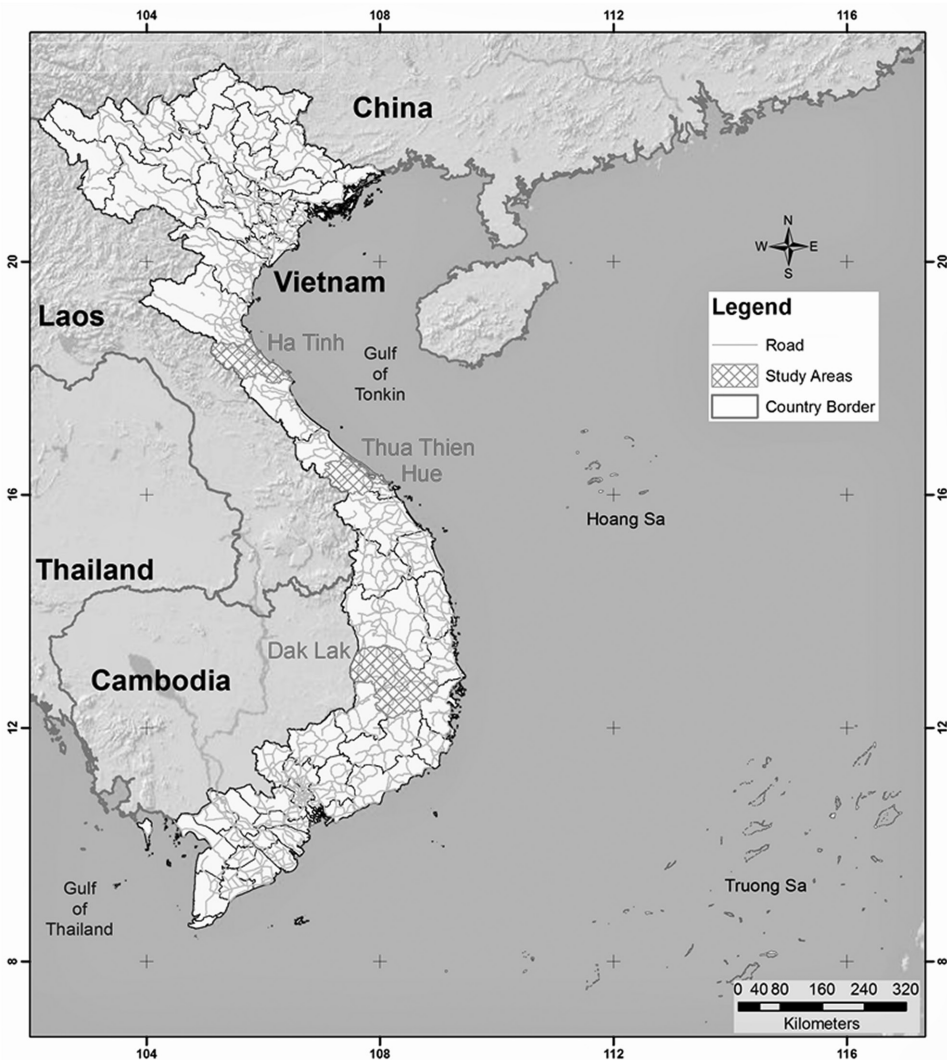 104 108 112 116
China
N
W E
S
20 20
Vietnam
Laos
Legend
Road
Study Areas
Country Border
Ha Tinh
Gulf
of
Tonkin
Thua Thien
Hue
16 16
Hoang Sa
Thailand
Dak Lak
Cambodia
12 12
Truong Sa
Gulf
of
Thailand
8 8
0 40 80 160 240 320
Kilometers
104 108 112 116